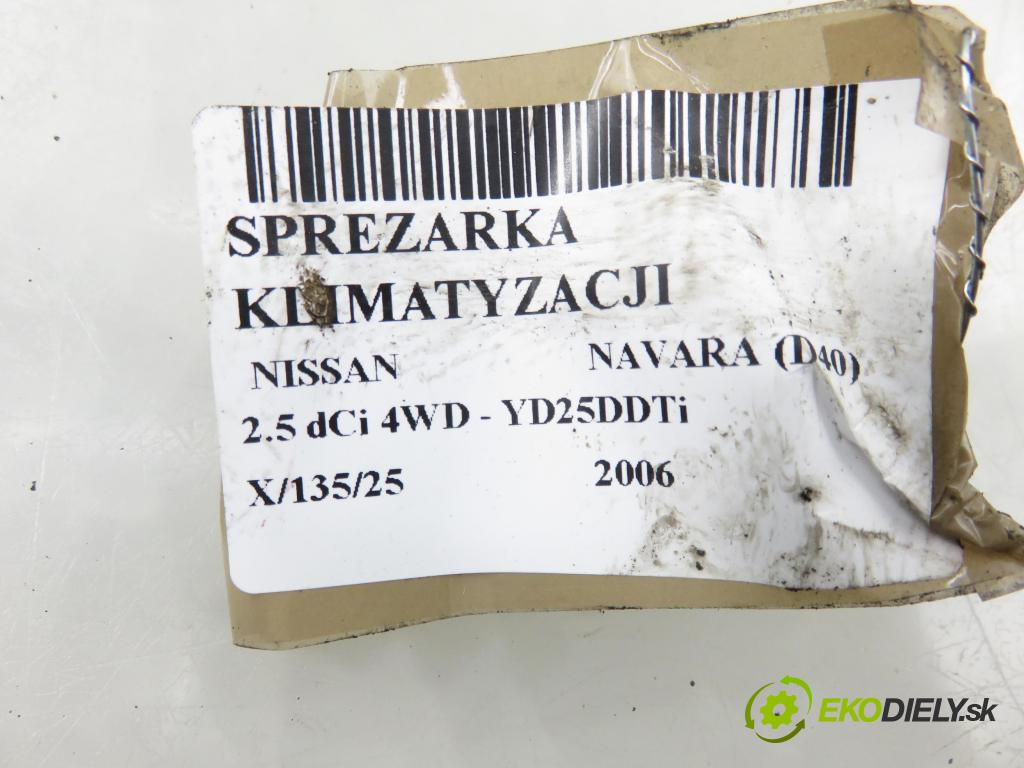 SPREZARKA
KLIMATYZACJI
NISSAN NAVARA (D40)
2.5 dCi 4WD - YD25DDTi
X/135/25 2006
EKODIELY.sk